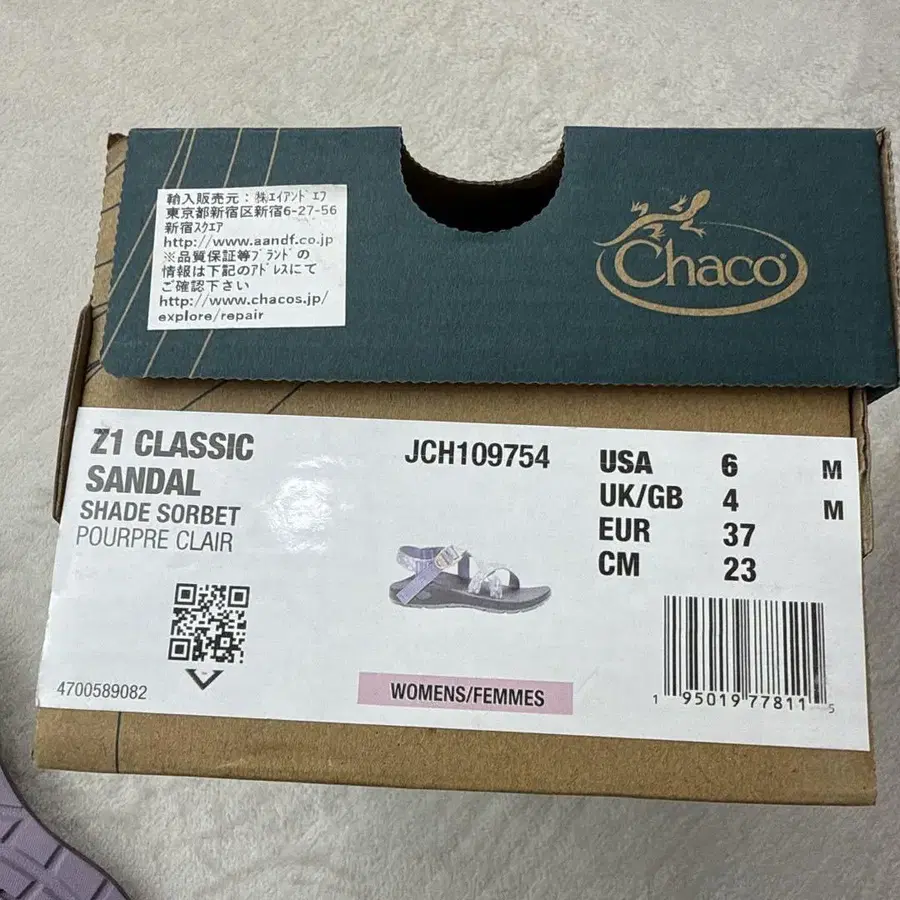 輸入販売元：㈱エイアンドエフ
東京都新宿区新宿6-27-56
新宿スクエア
http://www.aandf.co.jp
※品質保証等ブランドの
情報は下記のアドレスにて
ご確認下さい
http://www.chacos.jp/
explore/repair
Chaco®
Z1 CLASSIC
SANDAL
SHADE SORBET
POURPRE CLAIR
4700589082
JCH109754
WOMENS/FEMMES
USA 6 M
UK/GB 4 M
EUR 37
CM 23
1 95019 77811 5